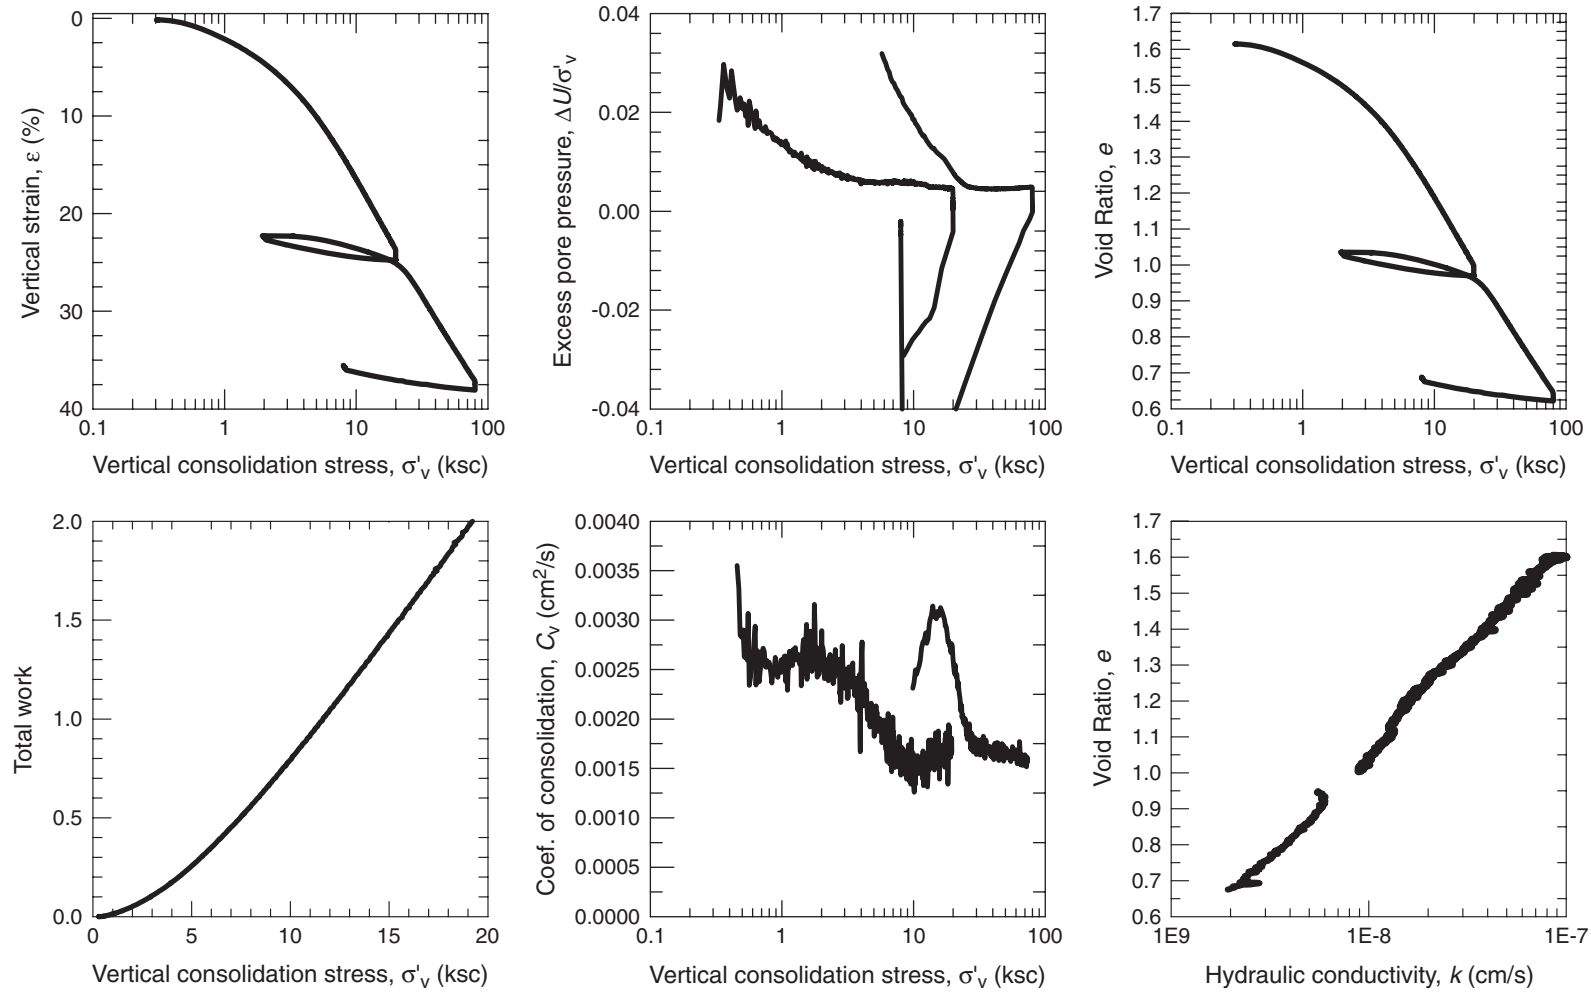 0
10
20
30
40
Vertical strain, ε (%)
0.1 1 10 100
Vertical consolidation stress, σ'v (ksc)
0.04
0.02
0.00
-0.02
-0.04
Excess pore pressure, ΔU/σ'v
0.1 1 10 100
Vertical consolidation stress, σ'v (ksc)
1.7
1.6
1.5
1.4
1.3
1.2
1.1
1.0
0.9
0.8
0.7
0.6
Void Ratio, e
0.1 1 10 100
Vertical consolidation stress, σ'v (ksc)
2.0
1.5
1.0
0.5
0.0
Total work
0 5 10 15 20
Vertical consolidation stress, σ'v (ksc)
0.0040
0.0035
0.0030
0.0025
0.0020
0.0015
0.0010
0.0005
0.0000
Coef. of consolidation, Cv (cm²/s)
0.1 1 10 100
Vertical consolidation stress, σ'v (ksc)
1.7
1.6
1.5
1.4
1.3
1.2
1.1
1.0
0.9
0.8
0.7
0.6
Void Ratio, e
1E9 1E-8 1E-7
Hydraulic conductivity, k (cm/s)